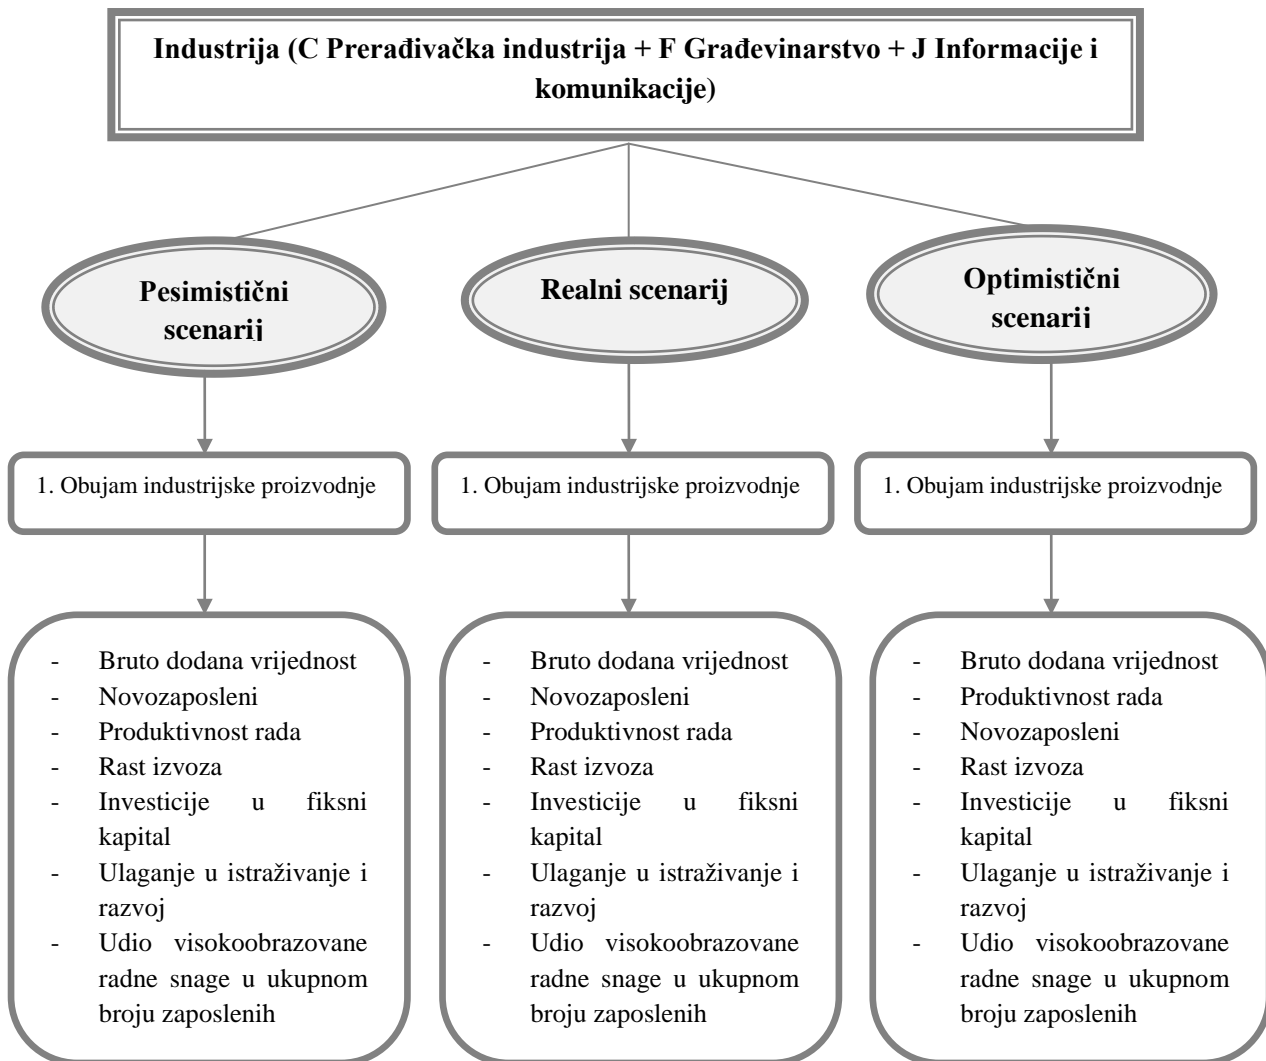 Industrija (C Prerađivačka industrija + F Građevinarstvo + J Informacije i
komunikacije)
Pesimistični
scenarij
Realni scenarij
Optimistični
scenarij
1. Obujam industrijske proizvodnje
1. Obujam industrijske proizvodnje
1. Obujam industrijske proizvodnje
- Bruto dodana vrijednost
- Novozaposleni
- Produktivnost rada
- Rast izvoza
- Investicije u fiksni
kapital
- Ulaganje u istraživanje i
razvoj
- Udio visokoobrazovane
radne snage u ukupnom
broju zaposlenih
- Bruto dodana vrijednost
- Novozaposleni
- Produktivnost rada
- Rast izvoza
- Investicije u fiksni
kapital
- Ulaganje u istraživanje i
razvoj
- Udio visokoobrazovane
radne snage u ukupnom
broju zaposlenih
- Bruto dodana vrijednost
- Produktivnost rada
- Novozaposleni
- Rast izvoza
- Investicije u fiksni
kapital
- Ulaganje u istraživanje i
razvoj
- Udio visokoobrazovane
radne snage u ukupnom
broju zaposlenih